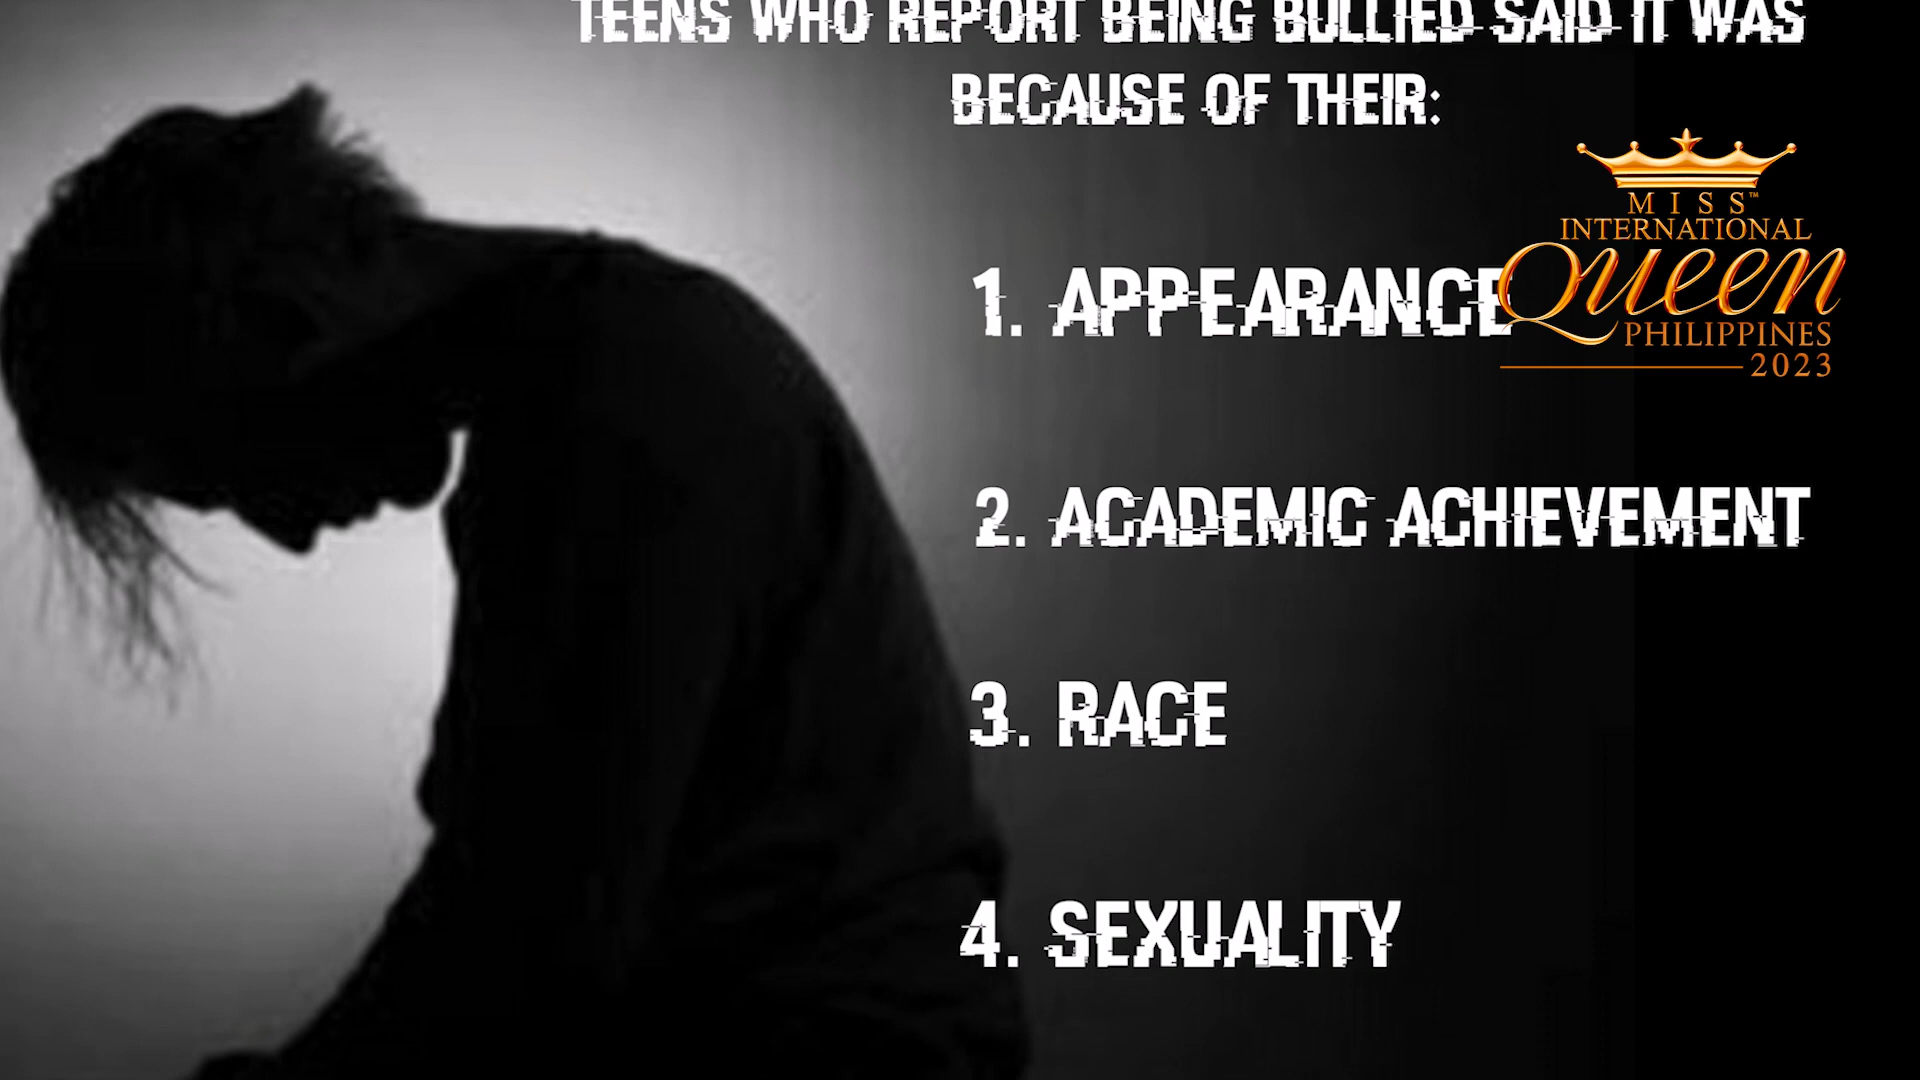 TEENS WHO REPORT BEING BULLIED SAID IT WAS
BECAUSE OF THEIR:
1. APPEARANCE
MISS™
INTERNATIONAL
Queen
PHILIPPINES
2023
2. ACADEMIC ACHIEVEMENT
3. RACE
4. SEXUALITY